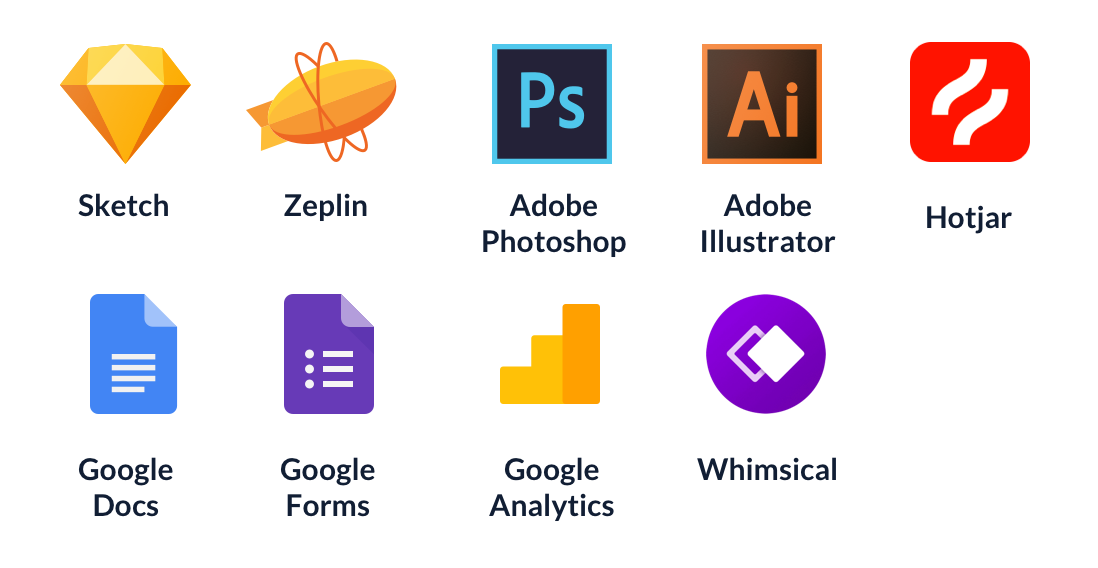 Ps
Ai
Sketch
Zeplin
Adobe
Photoshop
Adobe
Illustrator
Hotjar
Google
Docs
Google
Forms
Google
Analytics
Whimsical